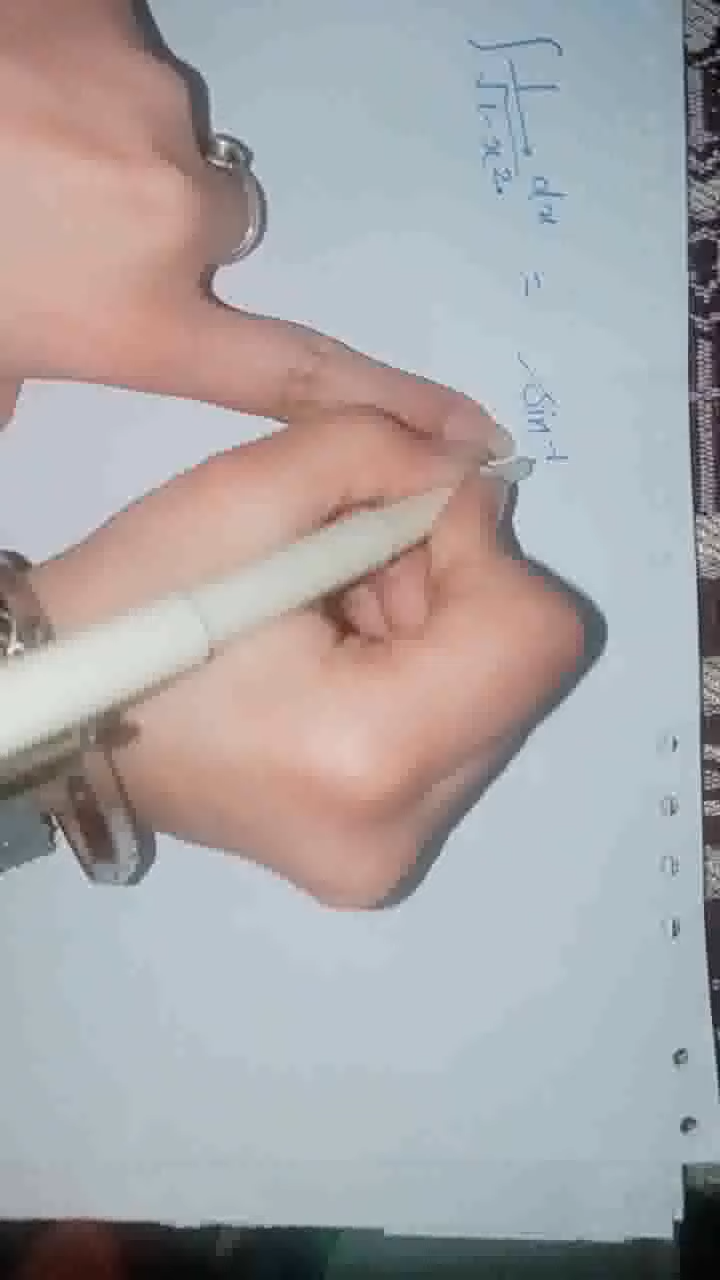 ∫ 1/√(1-x²) dx = sin⁻¹